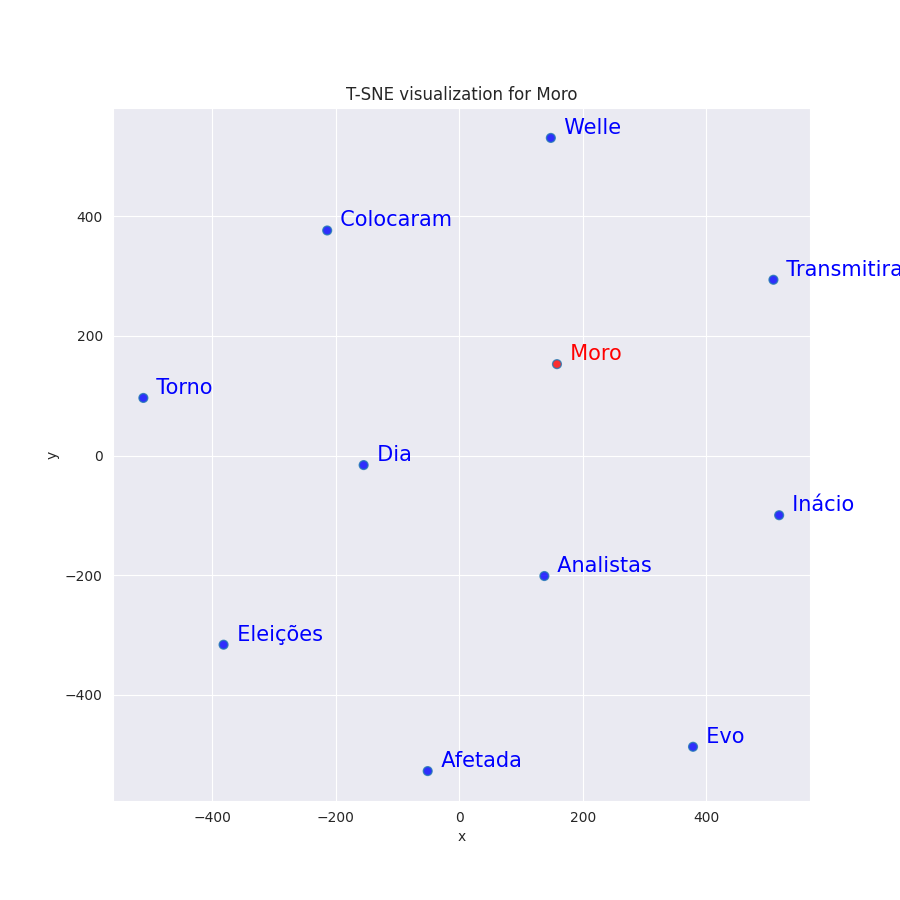 T-SNE visualization for Moro
Welle
Colocaram
Transmitira
Moro
Torno
Dia
Inácio
Analistas
Eleições
Evo
Afetada
400
200
0
−200
−400
y
−400
−200
0
200
400
x